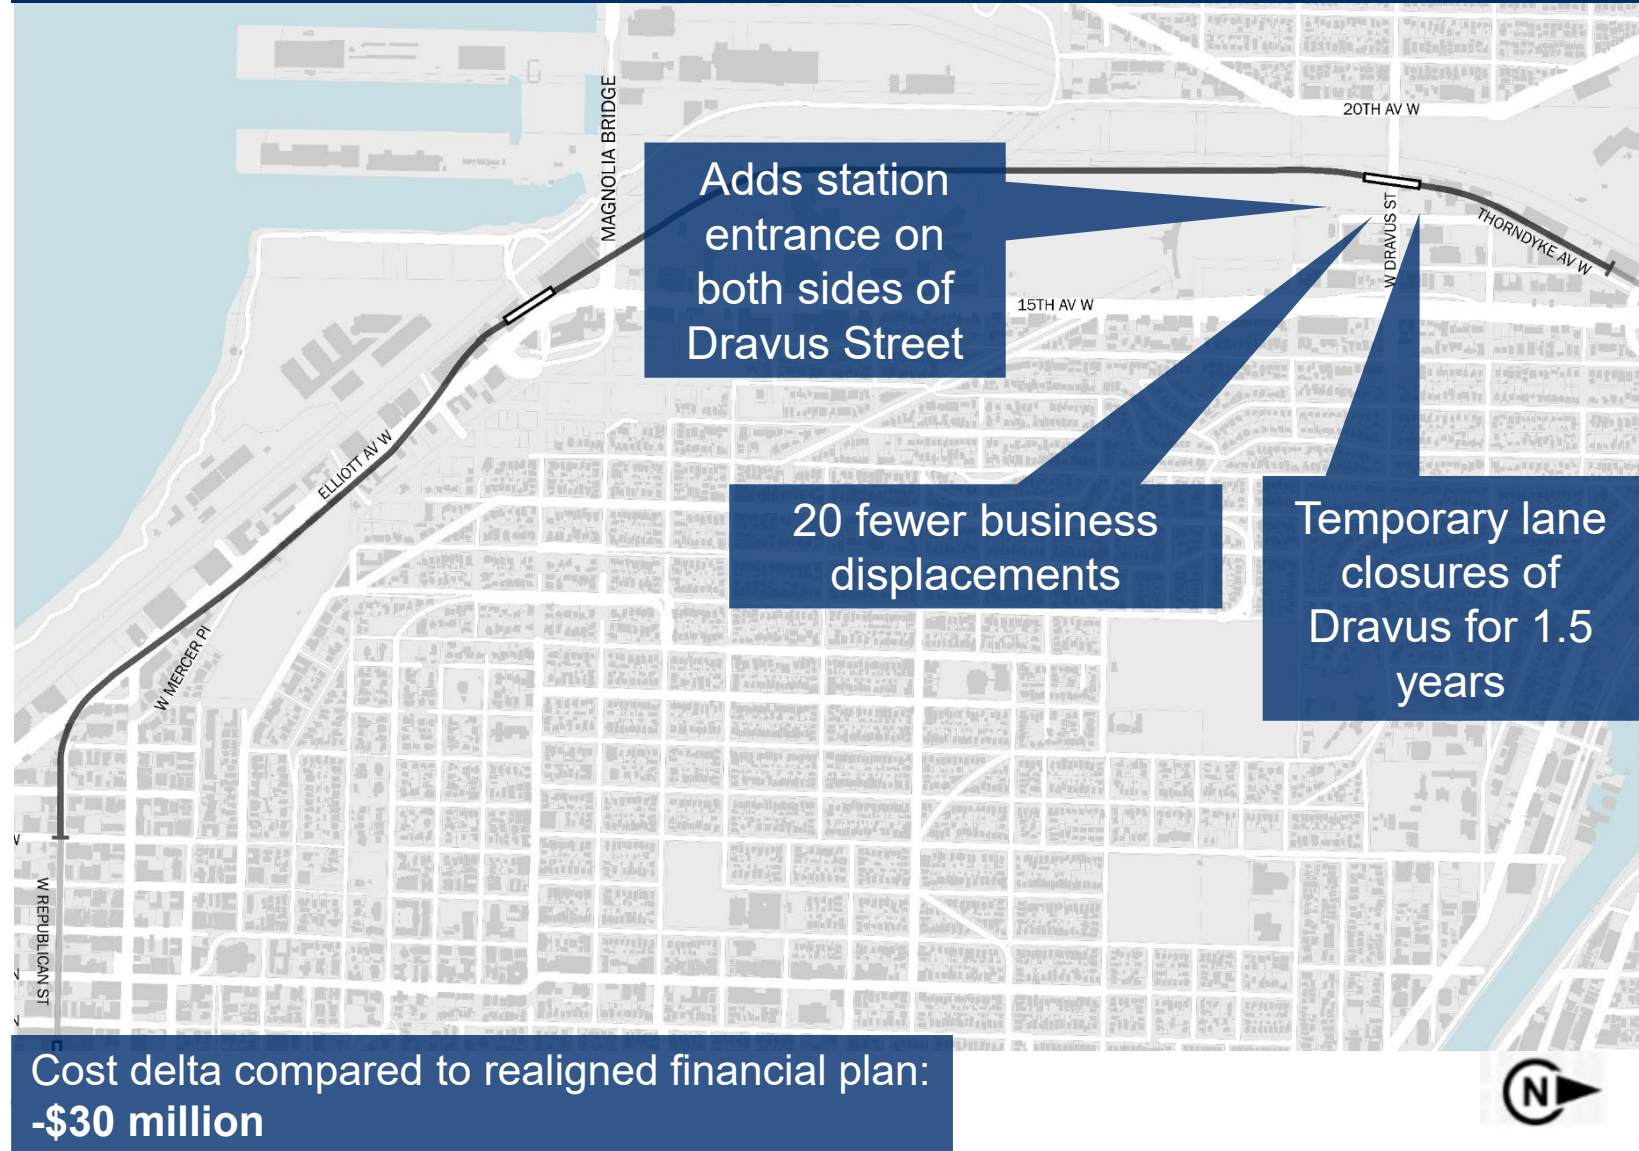 MAGNOLIA BRIDGE
20TH AV W
Adds station
entrance on
both sides of
Dravus Street
W DRAVUS ST
THORNDYKE AV W
15TH AV W
ELLIOTT AV W
20 fewer business
displacements
Temporary lane
closures of
Dravus for 1.5
years
W MERCER Pl
W REPUBLICAN ST
Cost delta compared to realigned financial plan:
-$30 million
N